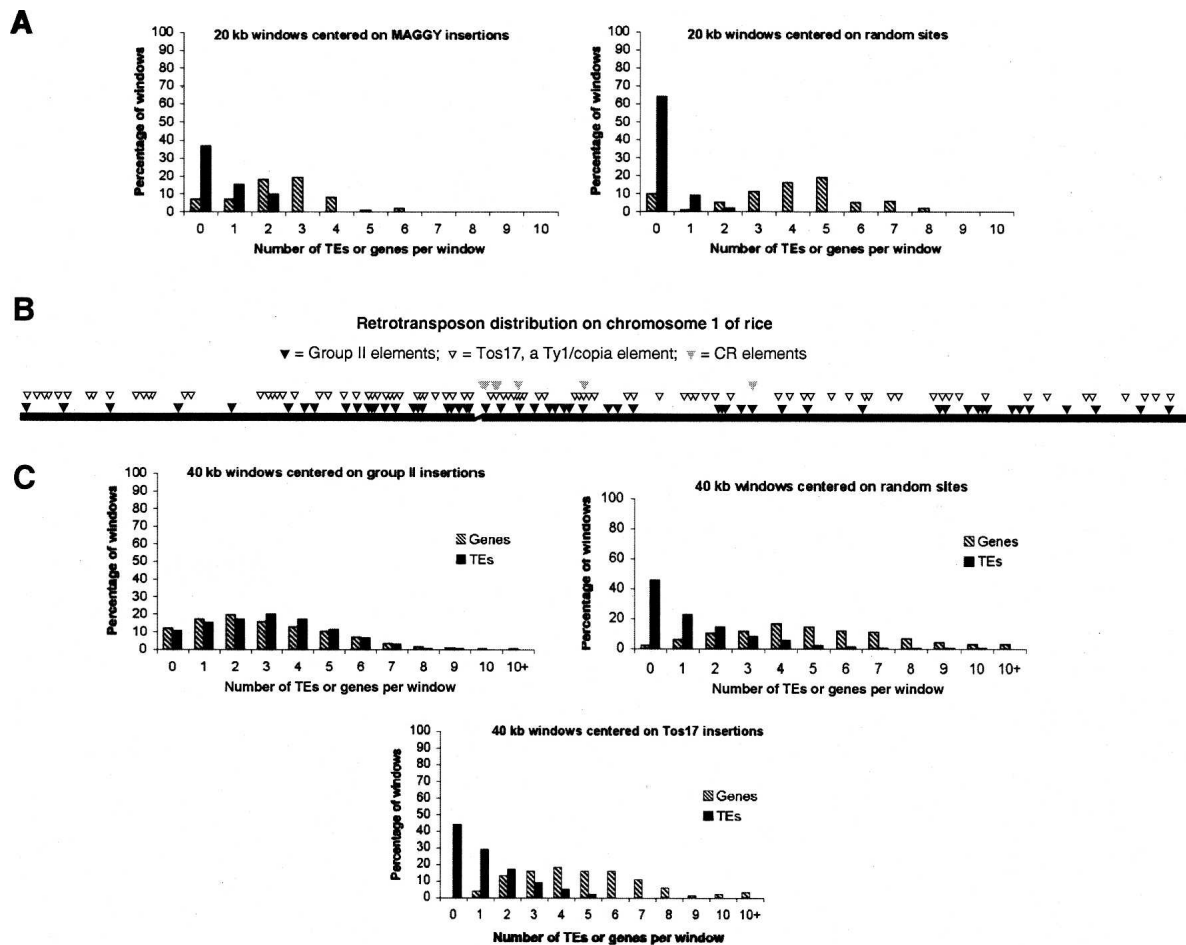 A
20 kb windows centered on MAGGY insertions
Percentage of windows
100
90
80
70
60
50
40
30
20
10
0
0 1 2 3 4 5 6 7 8 9 10
Number of TEs or genes per window
20 kb windows centered on random sites
Percentage of windows
100
90
80
70
60
50
40
30
20
10
0
0 1 2 3 4 5 6 7 8 9 10
Number of TEs or genes per window
B
Retrotransposon distribution on chromosome 1 of rice
= Group II elements; = Tos17, a Ty1/copia element; = CR elements
C
40 kb windows centered on group II insertions
Percentage of windows
100
90
80
70
60
50
40
30
20
10
0
Genes
TEs
0 1 2 3 4 5 6 7 8 9 10 10+
Number of TEs or genes per window
40 kb windows centered on random sites
Percentage of windows
100
80
60
40
20
0
Genes
TEs
0 1 2 3 4 5 6 7 8 9 10 10+
Number of TEs or genes per window
40 kb windows centered on Tos17 insertions
Percentage of windows
100
90
80
70
60
50
40
30
20
10
0
Genes
TEs
0 1 2 3 4 5 6 7 8 9 10 10+
Number of TEs or genes per window